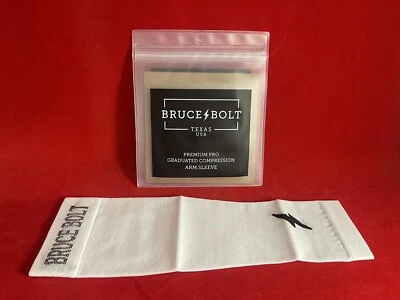 BRUCE BOLT
TEXAS
USA
PREMIUM PRO
GRADUATED COMPRESSION
ARM SLEEVE
BRUCE BOLT